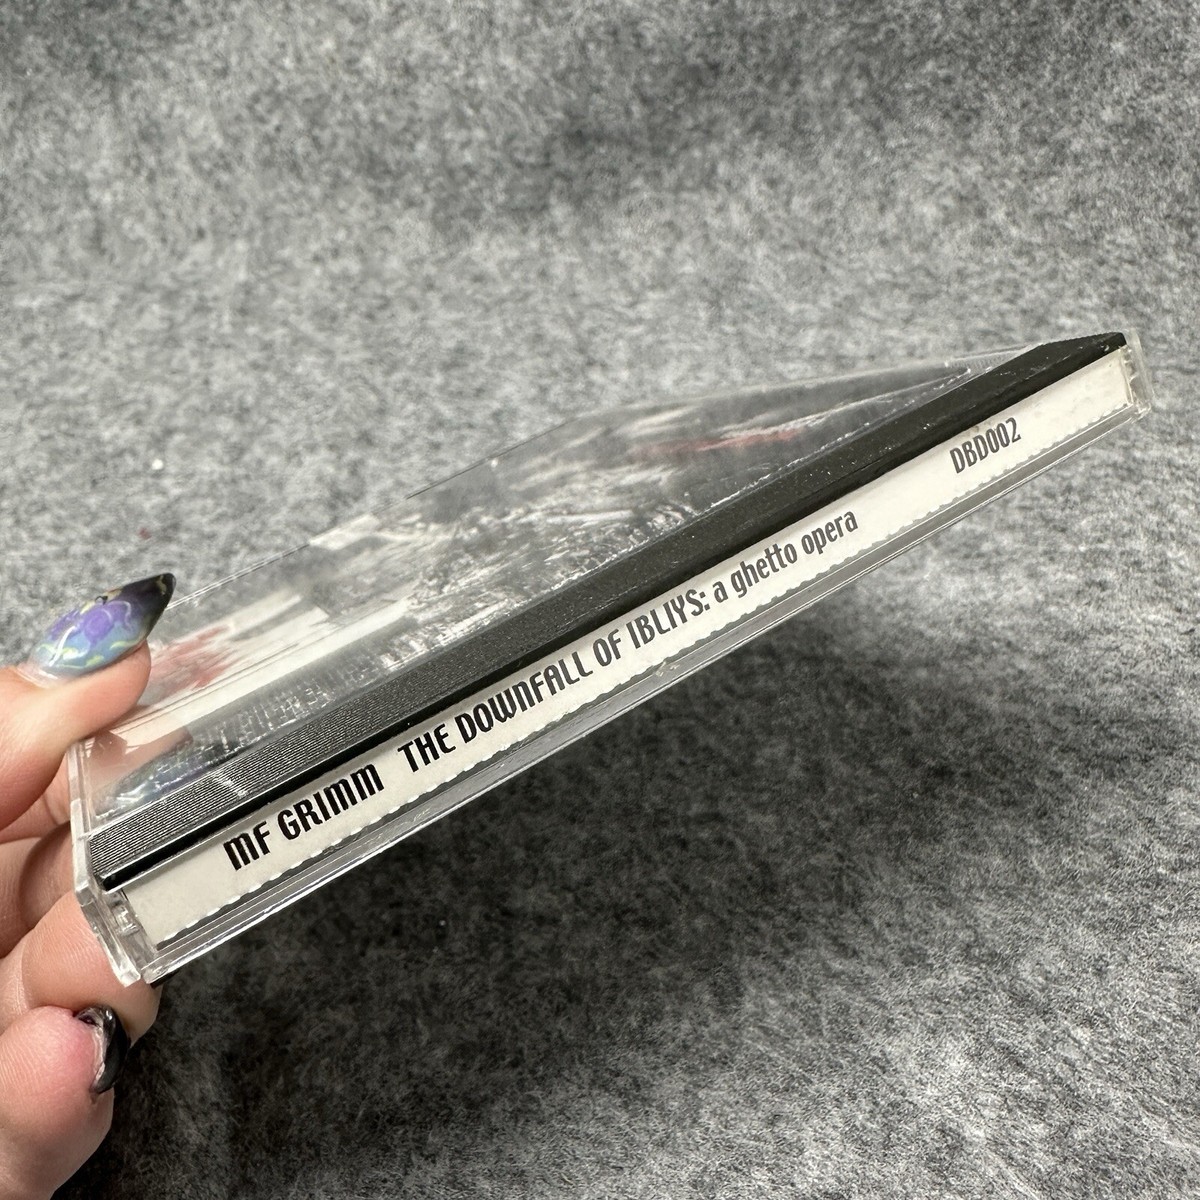 MF GRIMM THE DOWNFALL OF IBLIYS: a ghetto opera DBD002